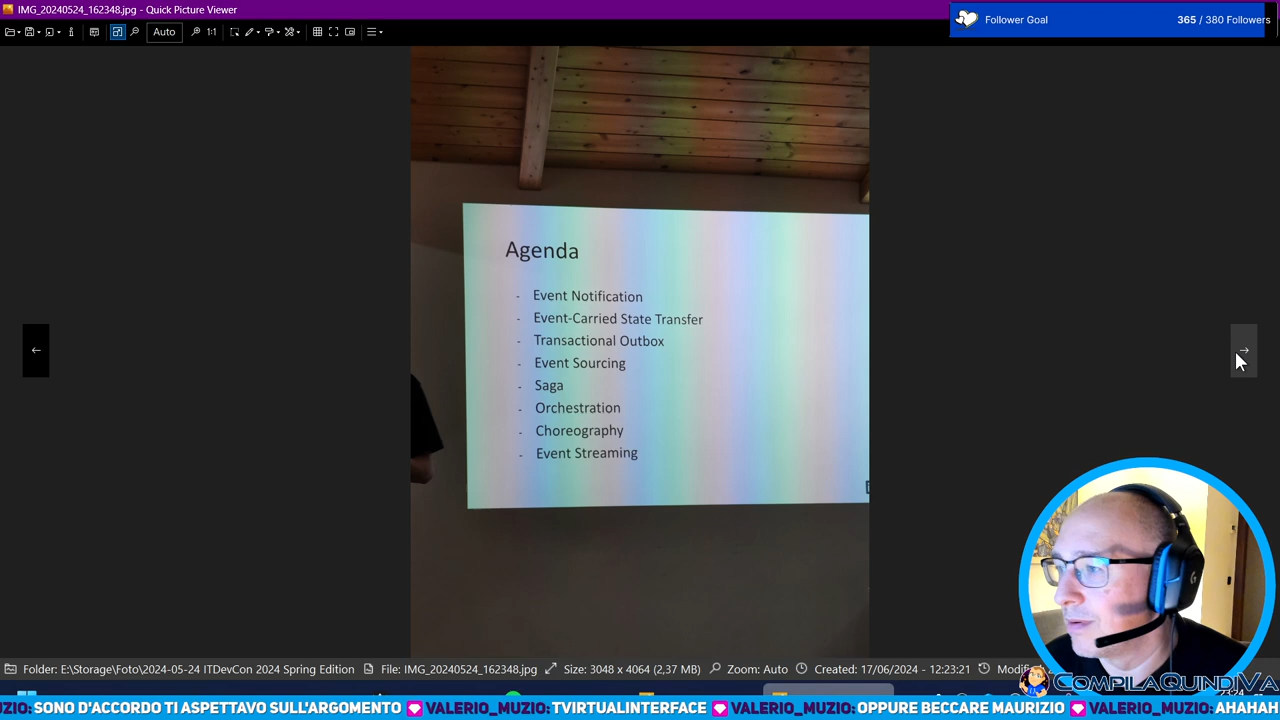 IMG_20240524_162348.jpg - Quick Picture Viewer
Follower Goal
365 / 380 Followers
Auto
1:1
Agenda
- Event Notification
- Event-Carried State Transfer
- Transactional Outbox
- Event Sourcing
- Saga
- Orchestration
- Choreography
- Event Streaming
Folder: E:\Storage\Foto\2024-05-24 ITDevCon 2024 Spring Edition
File: IMG_20240524_162348.jpg
Size: 3048 x 4064 (2,37 MB)
Zoom: Auto
Created: 17/06/2024 - 12:23:21
COMPILAQUINDIVA
UZIO: SONO D'ACCORDO TI ASPETTAVO SULL'ARGOMENTO VALERIO_MUZIO: TVIRTUALINTERFACE VALERIO_MUZIO: OPPURE BECCARE MAURIZIO VALERIO_MUZIO: AHAHAH